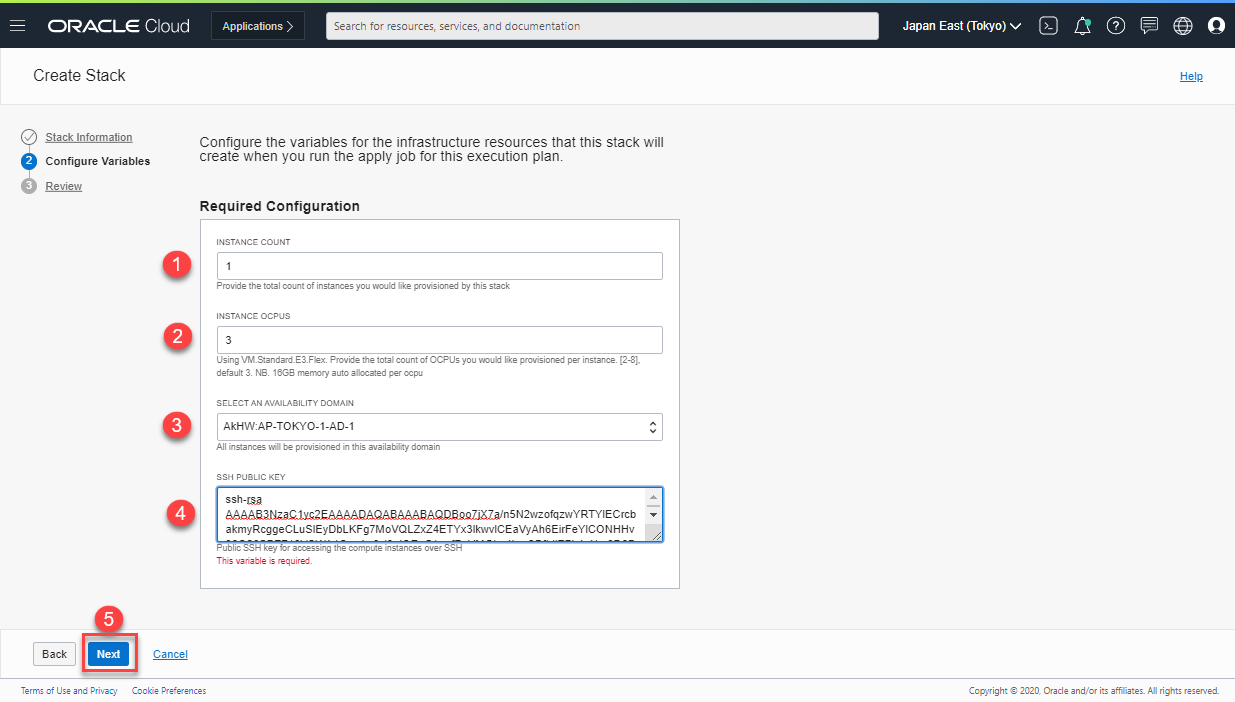 ORACLE Cloud
Applications
Search for resources, services, and documentation
Japan East (Tokyo)
Create Stack
Help
Stack Information
2 Configure Variables
3 Review
Configure the variables for the infrastructure resources that this stack will
create when you run the apply job for this execution plan.
Required Configuration
INSTANCE COUNT
1
1
Provide the total count of instances you would like provisioned by this stack
INSTANCE OCPUS
2
3
Using VM.Standard.E3.Flex. Provide the total count of OCPUs you would like provisioned per instance. [2-8],
default 3. NB. 16GB memory auto allocated per ocpu
SELECT AN AVAILABILITY DOMAIN
3
AkHW:AP-TOKYO-1-AD-1
All instances will be provisioned in this availability domain
SSH PUBLIC KEY
4
ssh-rsa
Public SSH key for accessing the compute instances over SSH
This variable is required.
5
Back
Next
Cancel
Terms of Use and Privacy
Cookie Preferences
Copyright © 2020, Oracle and/or its affiliates. All rights reserved.